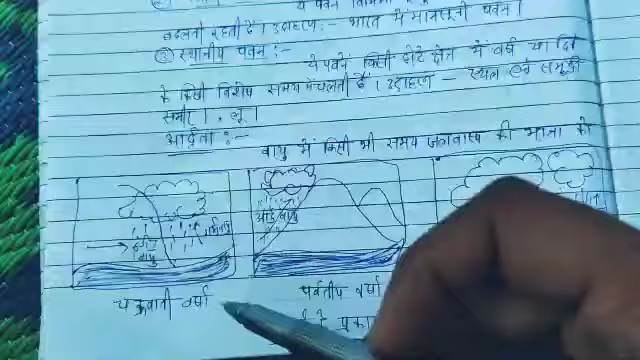 ये पवन
बदलती रहती हैं। उदाहरण:- भारत में मानसूनी पवन।
③ स्थानीय पवन:-
ये पवनें किसी छोटे क्षेत्र में वर्ष या दिन
के किसी विशेष समय में चलती हैं। उदाहरण - स्थल एवं समुद्री
समीर।, लू।
आर्द्रता:-
वायु में किसी भी समय जलवाष्प की मात्रा को
आर्द्र वायु
वायु
चक्रवाती वर्षा
पर्वतीय वर्षा
प्रकार